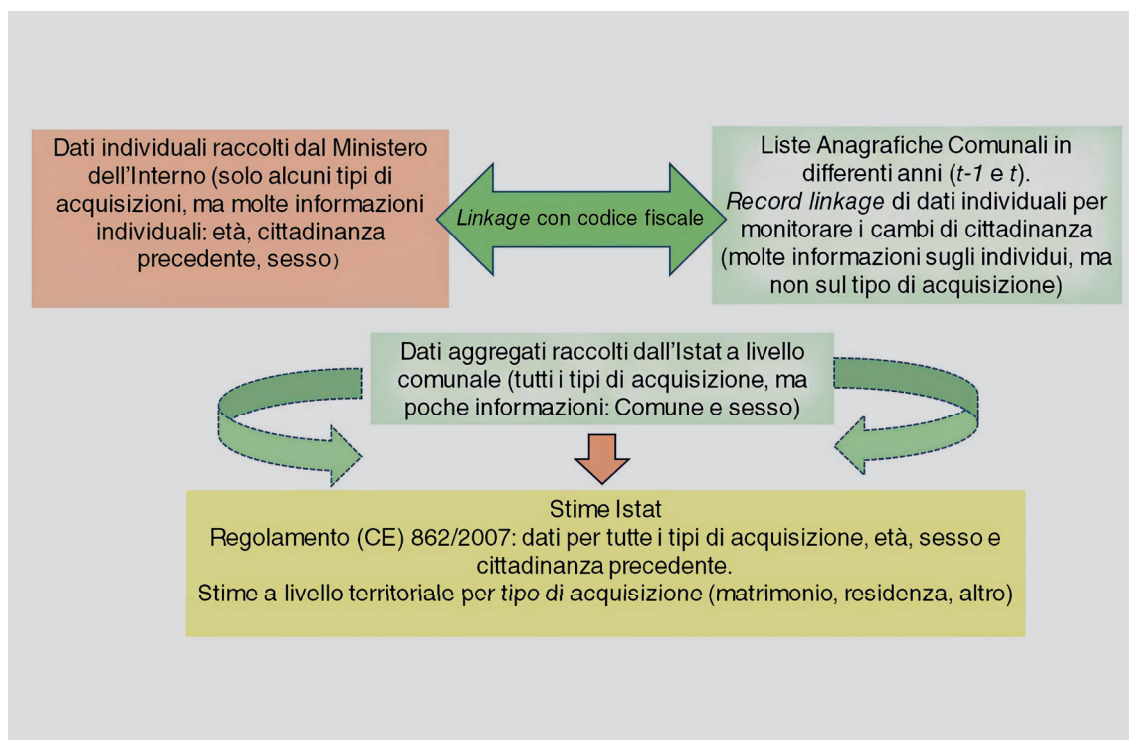 Dati individuali raccolti dal Ministero
dell'Interno (solo alcuni tipi di
acquisizioni, ma molte informazioni
individuali: età, cittadinanza
precedente, sesso)
Linkage con codice fiscale
Liste Anagrafiche Comunali in
differenti anni (t-1 e t).
Record linkage di dati individuali per
monitorare i cambi di cittadinanza
(molte informazioni sugli individui, ma
non sul tipo di acquisizione)
Dati aggregati raccolti dall'Istat a livello
comunale (tutti i tipi di acquisizione, ma
poche informazioni: Comune e sesso)
Stime Istat
Regolamento (CE) 862/2007: dati per tutte i tipi di acquisizione, età, sesso e
cittadinanza precedente.
Stime a livello territoriale per tipo di acquisizione (matrimonio, residenza, altro)